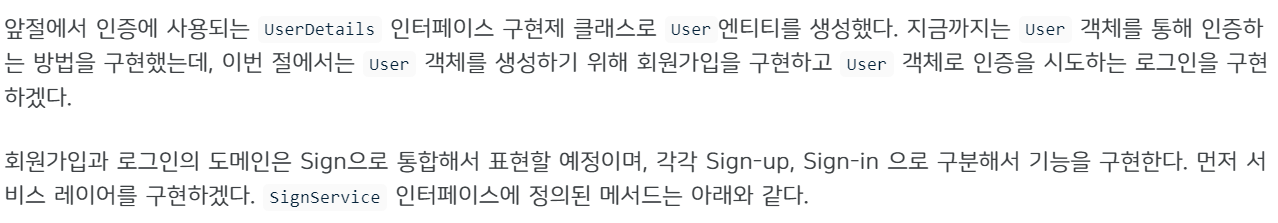 앞절에서 인증에 사용되는 UserDetails 인터페이스 구현제 클래스로 User 엔티티를 생성했다. 지금까지는 User 객체를 통해 인증하
는 방법을 구현했는데, 이번 절에서는 User 객체를 생성하기 위해 회원가입을 구현하고 User 객체로 인증을 시도하는 로그인을 구현
하겠다.
회원가입과 로그인의 도메인은 Sign으로 통합해서 표현할 예정이며, 각각 Sign-up, Sign-in 으로 구분해서 기능을 구현한다. 먼저 서
비스 레이어를 구현하겠다. SignService 인터페이스에 정의된 메서드는 아래와 같다.